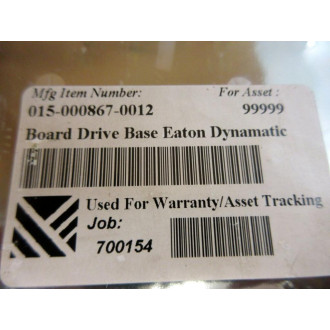 Mfg Item Number: For Asset :
015-000867-0012 99999
Board Drive Base Eaton Dynamatic
Used For Warranty/Asset Tracking
Job:
700154